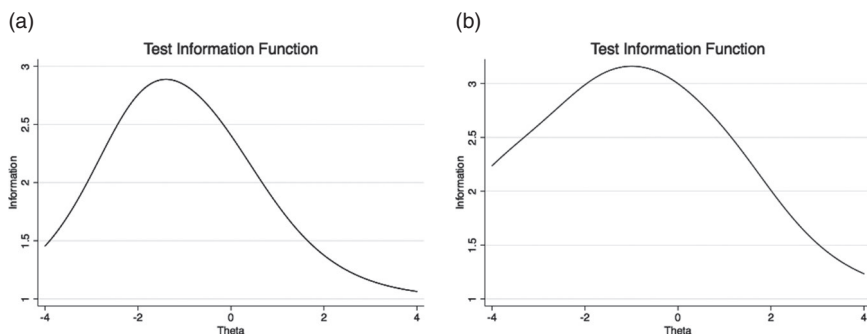 (a)
Test Information Function
3
2.5
2
1.5
1
Information
-4
-2
0
2
4
Theta
(b)
Test Information Function
3
2.5
2
1.5
1
Information
-4
-2
0
2
4
Theta